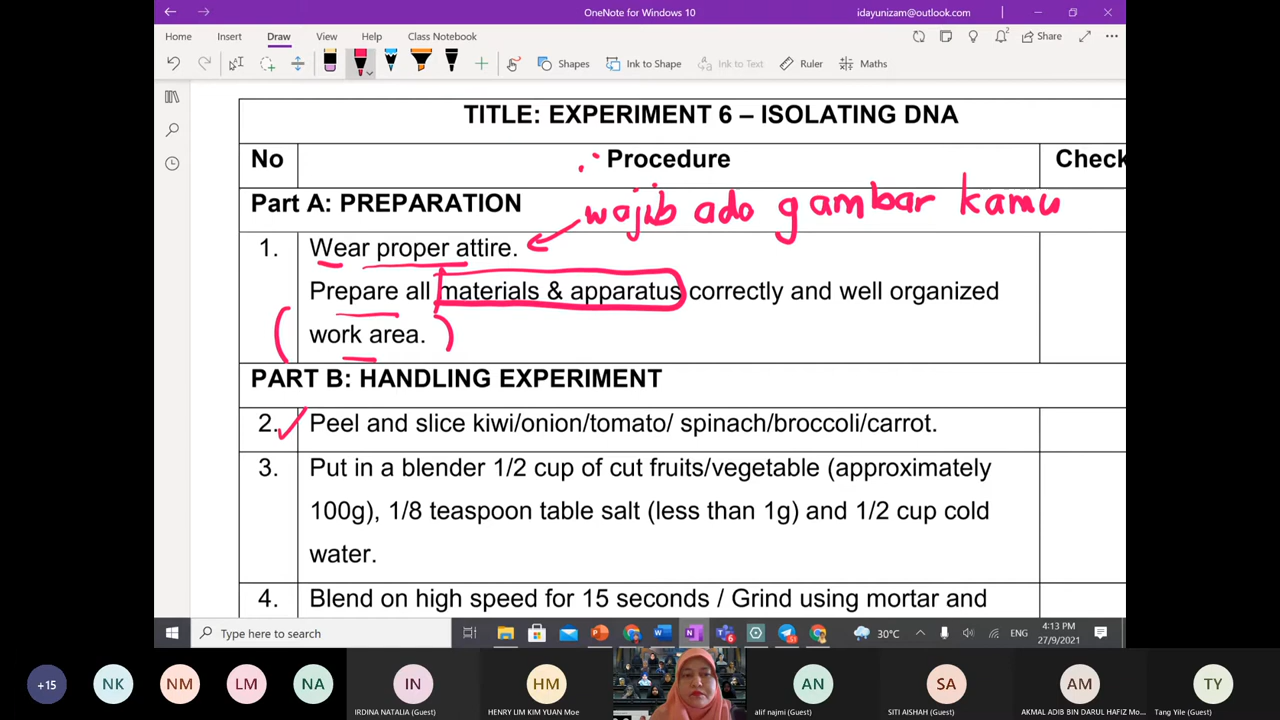 OneNote for Windows 10
idayunizam@outlook.com
Home Insert Draw View Help Class Notebook
Share
Shapes Ink to Shape Ink to Text Ruler Maths
TITLE: EXPERIMENT 6 – ISOLATING DNA
No Procedure Check
Part A: PREPARATION
wajib ado gambar kamu
1. Wear proper attire.
Prepare all materials & apparatus correctly and well organized
work area.
PART B: HANDLING EXPERIMENT
2. Peel and slice kiwi/onion/tomato/ spinach/broccoli/carrot.
3. Put in a blender 1/2 cup of cut fruits/vegetable (approximately
100g), 1/8 teaspoon table salt (less than 1g) and 1/2 cup cold
water.
4. Blend on high speed for 15 seconds / Grind using mortar and
Type here to search
30°C
ENG
4:13 PM
27/9/2021
+15 NK NM LM NA IN HM AN SA AM TY
IRDINA NATALIA (Guest) HENRY LIM KIM YUAN Moe alif najmi (Guest) SITI AISHAH (Guest) AKMAL ADIB BIN DARUL HAFIZ Mo... Tang Yile (Guest)